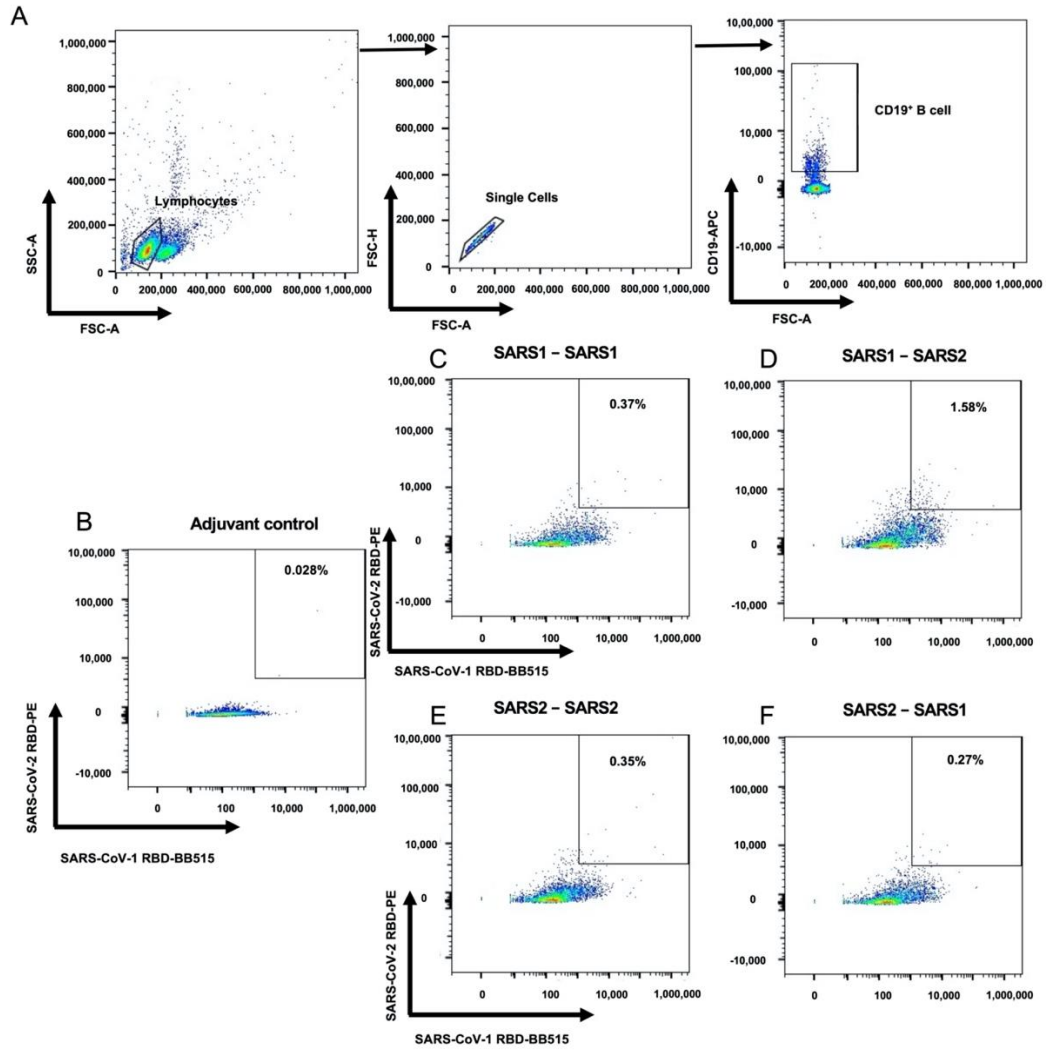 A
1,000,000
800,000
600,000
400,000
200,000
0
SSC-A
Lymphocytes
0 200,000 400,000 600,000 800,000 1,000,000
FSC-A
1,000,000
800,000
600,000
400,000
200,000
0
FSC-H
Single Cells
0 200,000 400,000 600,000 800,000 1,000,000
FSC-A
10,00,000
100,000
10,000
0
-10,000
CD19-APC
CD19+ B cell
0 200,000 400,000 600,000 800,000 1,000,000
FSC-A
B
Adjuvant control
10,00,000
100,000
10,000
0
-10,000
SARS-CoV-2 RBD-PE
0.028%
0 100 10,000 1,000,000
SARS-CoV-1 RBD-BB515
C
SARS1 – SARS1
10,00,000
100,000
10,000
0
-10,000
SARS-CoV-2 RBD-PE
0.37%
0 100 10,000 1,000,000
SARS-CoV-1 RBD-BB515
D
SARS1 – SARS2
10,00,000
100,000
10,000
0
-10,000
1.58%
0 100 10,000 1,000,000
E
SARS2 – SARS2
10,00,000
100,000
10,000
0
SARS-CoV-2 RBD-PE
0.35%
0 100 10,000 1,000,000
SARS-CoV-1 RBD-BB515
F
SARS2 – SARS1
10,00,000
100,000
10,000
0
-10,000
0.27%
0 100 10,000 1,000,000